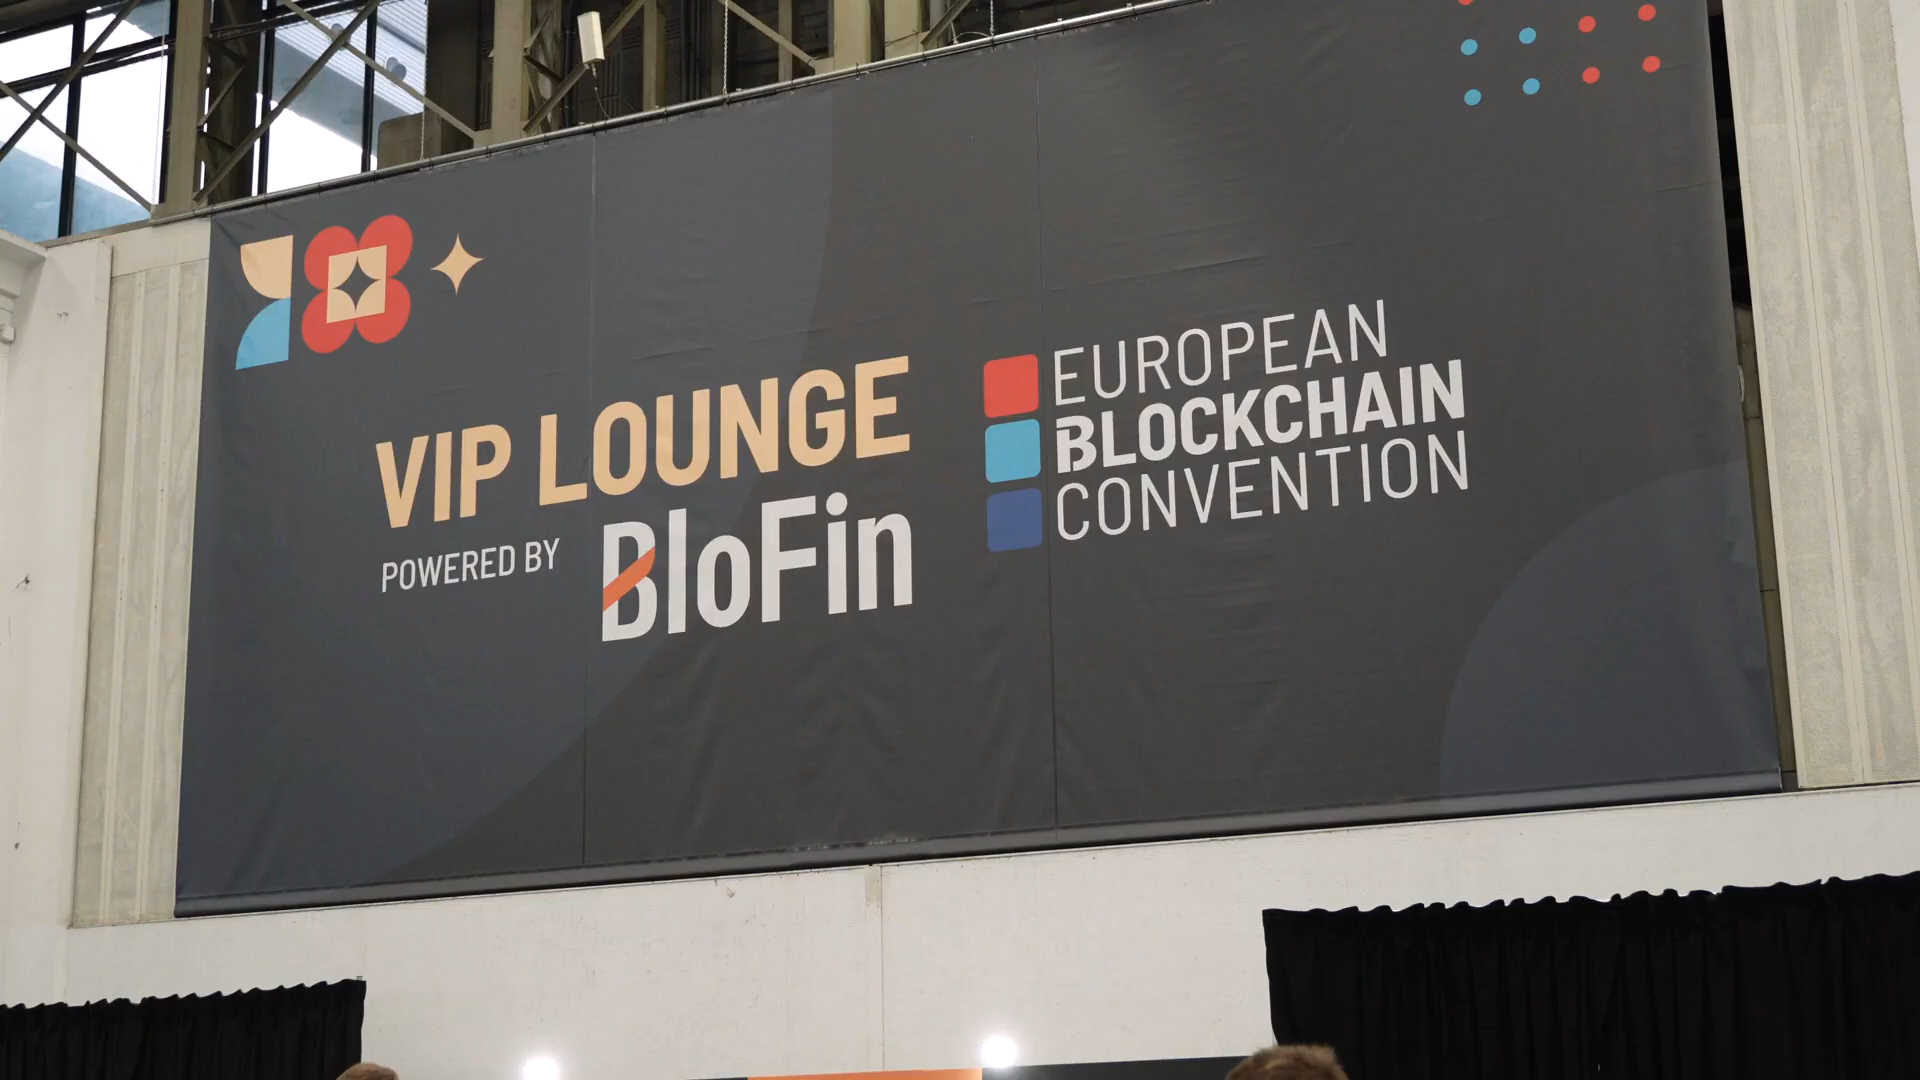 VIP LOUNGE
POWERED BY BloFin
EUROPEAN
BLOCKCHAIN
CONVENTION